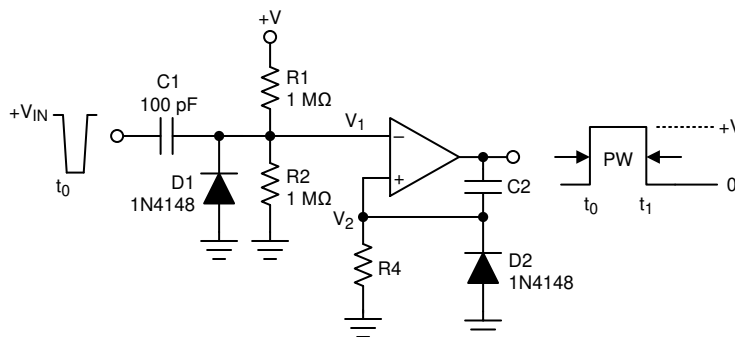 +V
C1
100 pF
R1
1 MΩ
+VIN
V1
−
+
t0
D1
1N4148
R2
1 MΩ
V2
R4
C2
D2
1N4148
PW
+V
0
t0
t1